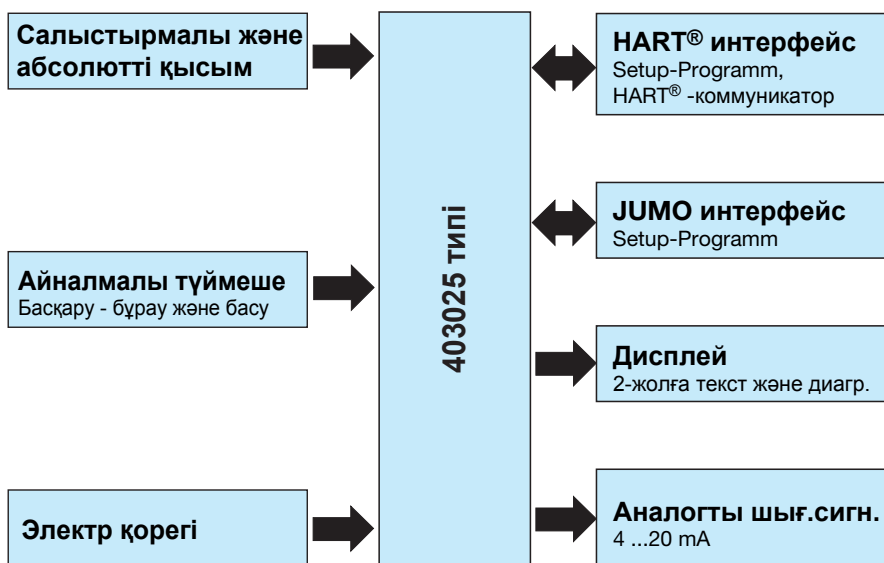 Салыстырмалы және
абсолютті қысым
Айналмалы түймеше
Басқару - бұрау және басу
Электр қорегі
403025 типі
HART® интерфейс
Setup-Programm,
HART® -коммуникатор
JUMO интерфейс
Setup-Programm
Дисплей
2-жолға текст және диагр.
Аналогты шығ.сигн.
4 ...20 mA